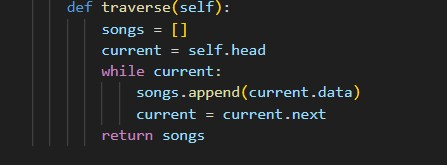 def traverse(self):
    songs = []
    current = self.head
    while current:
        songs.append(current.data)
        current = current.next
    return songs